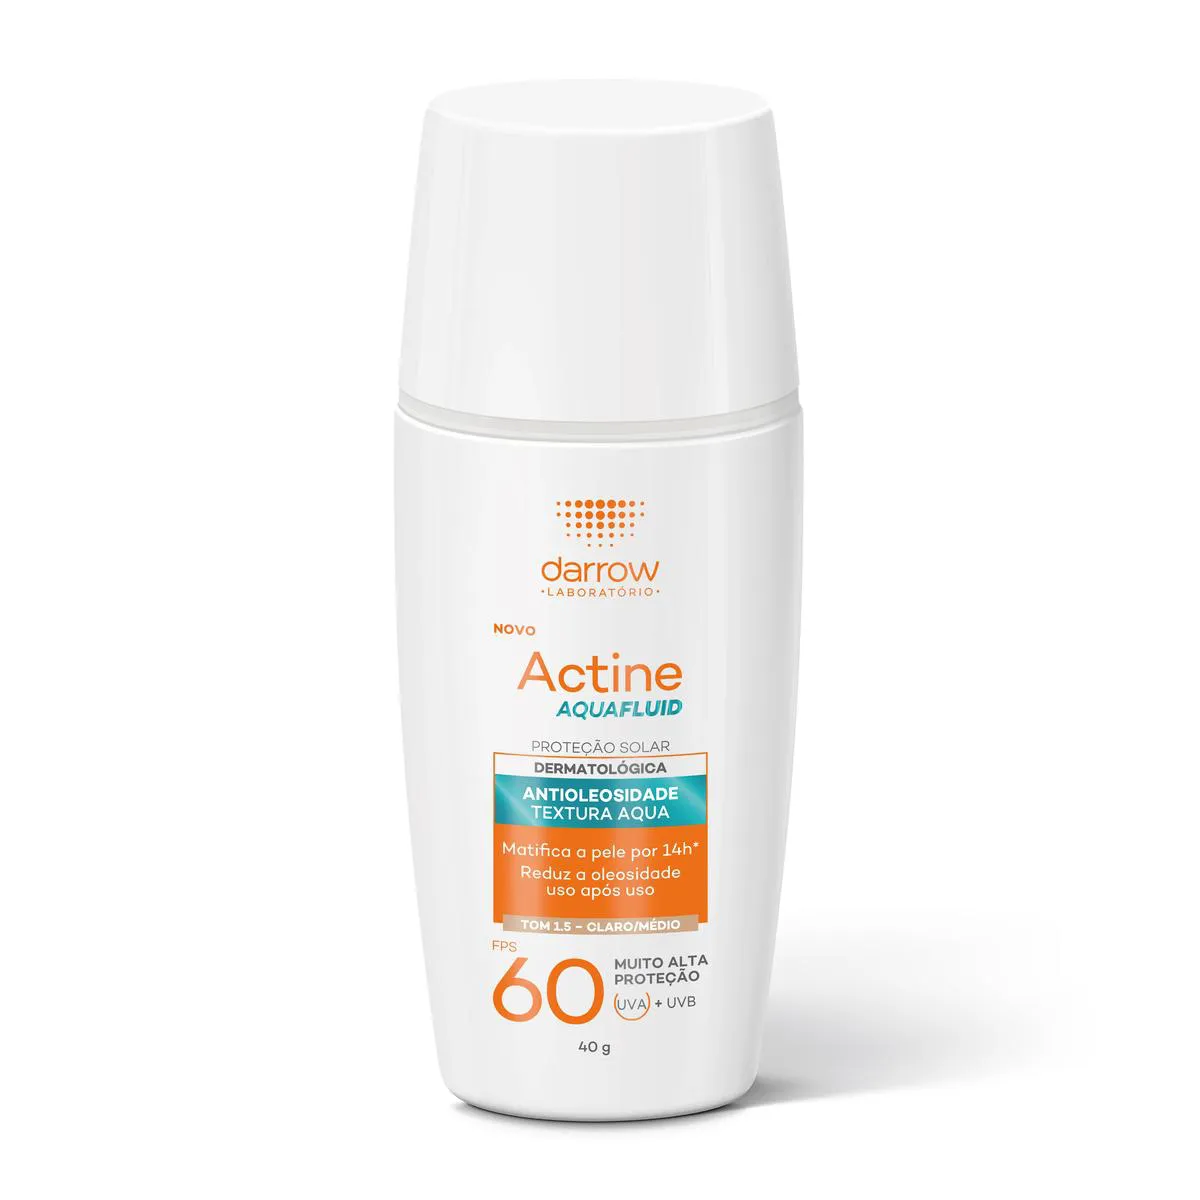 darrow
•LABORATÓRIO•
NOVO
Actine
AQUAFLUID
PROTEÇÃO SOLAR
DERMATOLÓGICA
ANTIOLEOSIDADE
TEXTURA AQUA
Matifica a pele por 14h*
Reduz a oleosidade
uso após uso
TOM 1.5 – CLARO/MÉDIO
FPS
60
MUITO ALTA
PROTEÇÃO
UVA + UVB
40 g